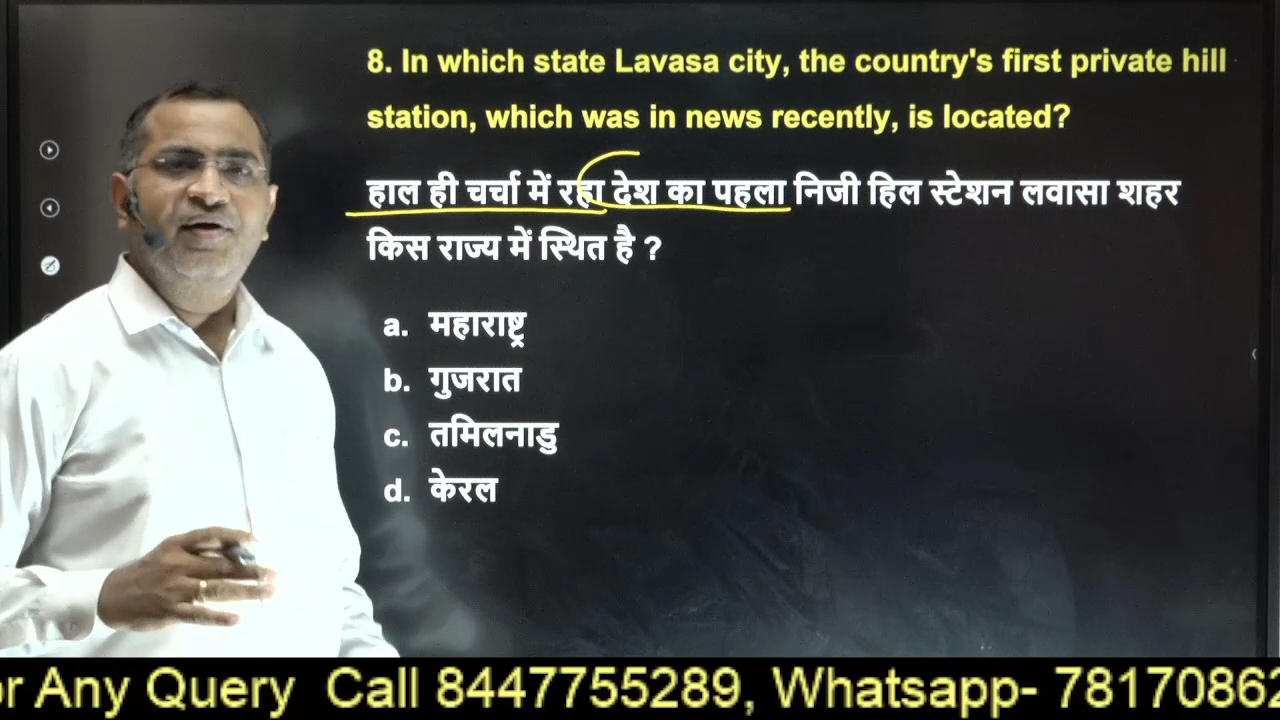 8. In which state Lavasa city, the country's first private hill
station, which was in news recently, is located?
हाल ही चर्चा में रहा देश का पहला निजी हिल स्टेशन लवासा शहर
किस राज्य में स्थित है ?
a. महाराष्ट्र
b. गुजरात
c. तमिलनाडु
d. केरल
or Any Query Call 8447755289, Whatsapp- 78170862